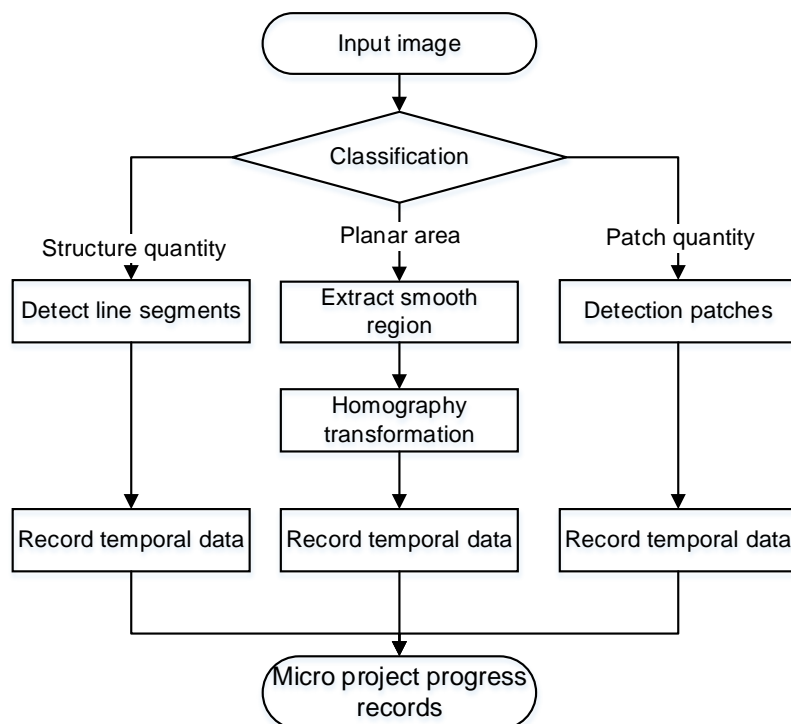 Input image
Classification
Structure quantity
Planar area
Patch quantity
Detect line segments
Extract smooth
region
Detection patches
Homography
transformation
Record temporal data
Record temporal data
Record temporal data
Micro project progress
records